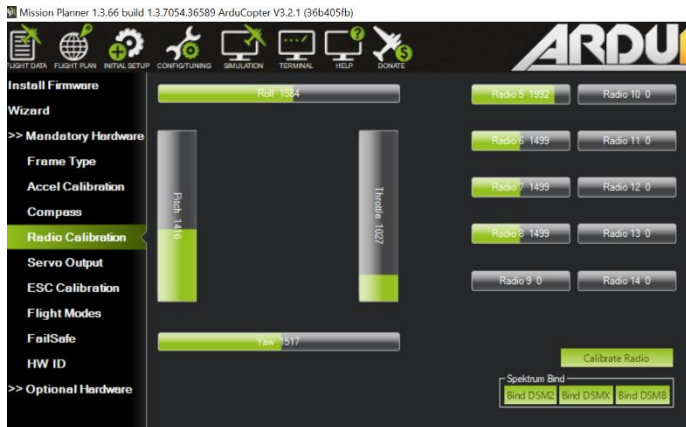 Mission Planner 1.3.66 build 1.3.7054.36589 ArduCopter V3.2.1 (36b405fb)
FLIGHT DATA FLIGHT PLAN INITIAL SETUP CONFIG/TUNING SIMULATION TERMINAL HELP DONATE
ARDU
Install Firmware
Wizard
>> Mandatory Hardware
Frame Type
Accel Calibration
Compass
Radio Calibration
Servo Output
ESC Calibration
Flight Modes
FailSafe
HW ID
>> Optional Hardware
Roll 1584
Pitch 1416
Throttle 1027
Yaw 1517
Radio 5 1992 Radio 10 0
Radio 6 1499 Radio 11 0
Radio 7 1499 Radio 12 0
Radio 8 1499 Radio 13 0
Radio 9 0 Radio 14 0
Calibrate Radio
Spektrum Bind
Bind DSM2 Bind DSMX Bind DSM8